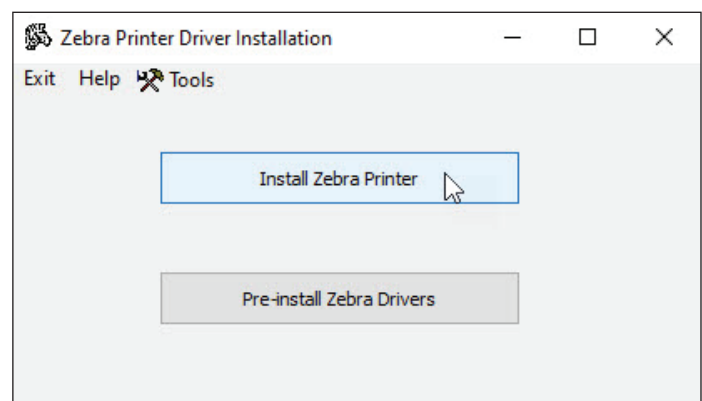 Zebra Printer Driver Installation
Exit Help Tools
Install Zebra Printer
Pre-install Zebra Drivers